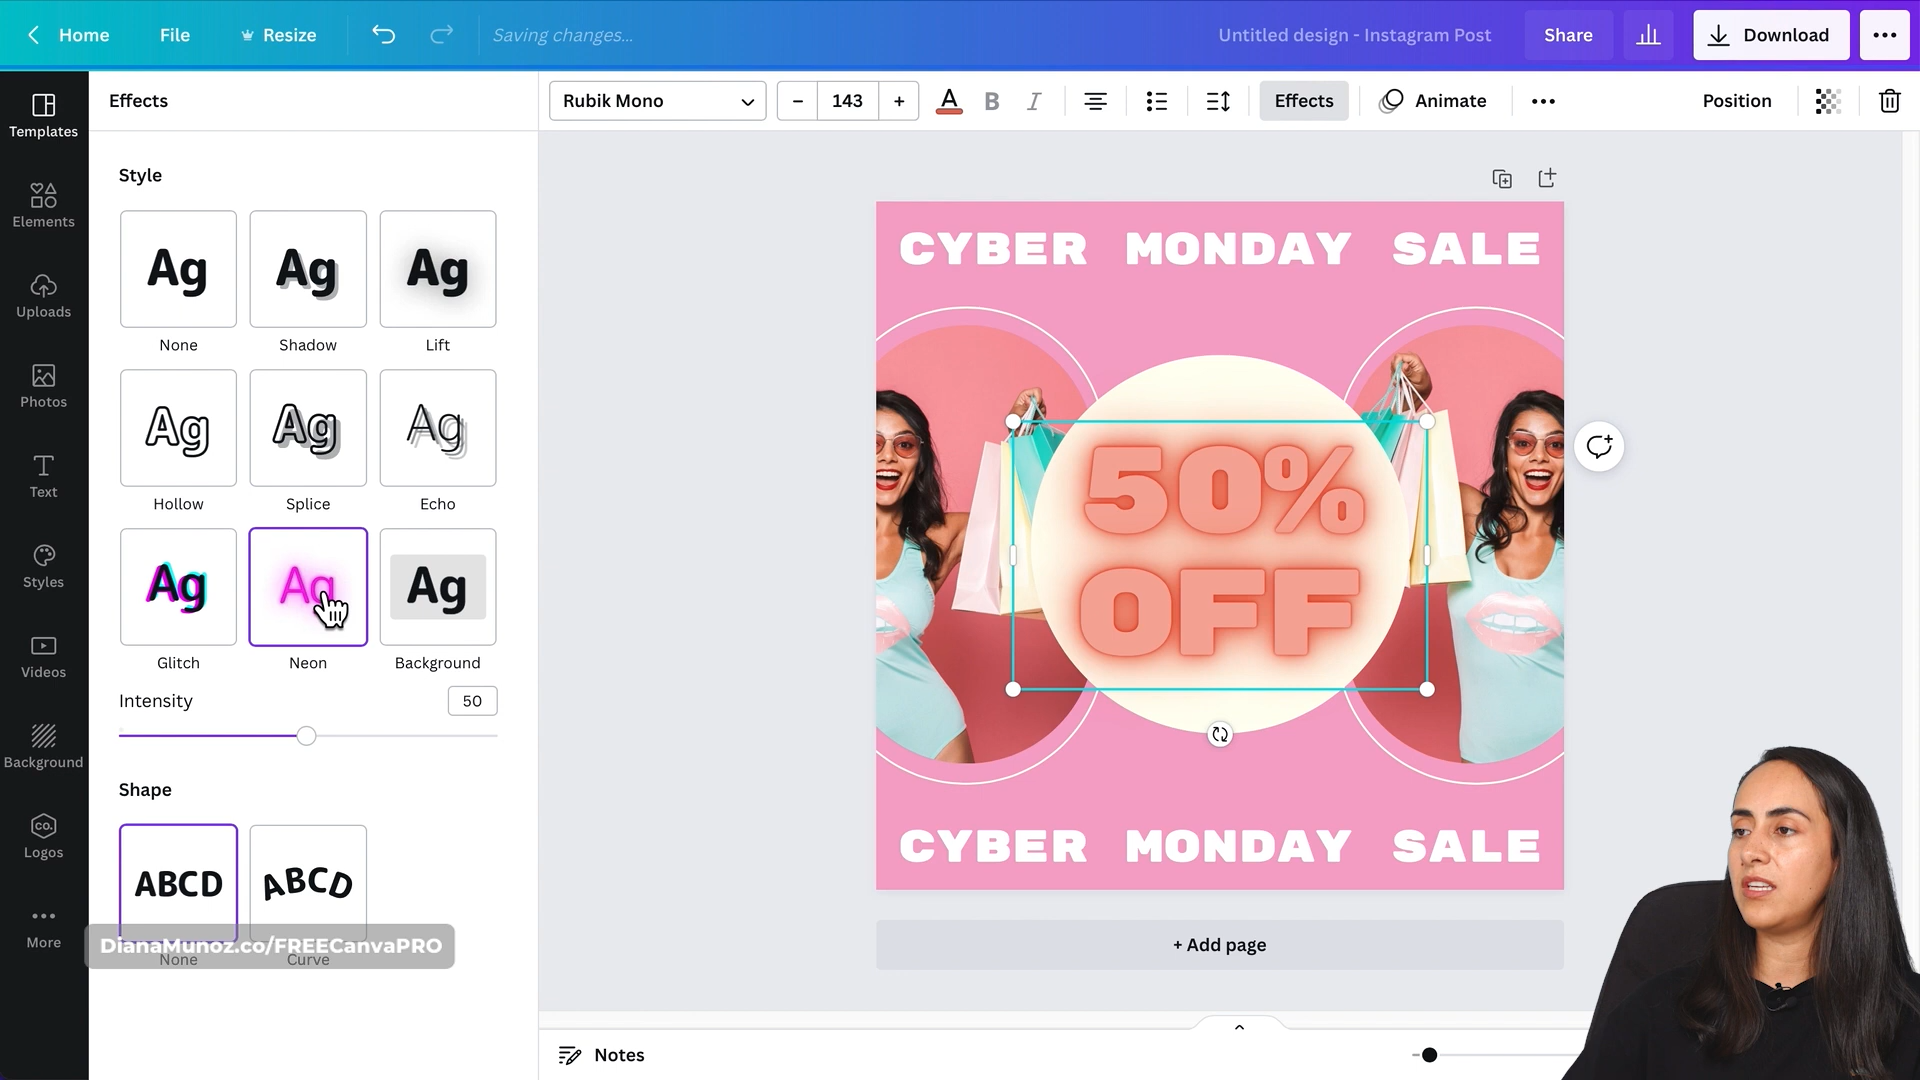 Home
File
Resize
Saving changes...
Untitled design - Instagram Post
Share
Download
Templates
Elements
Uploads
Photos
Text
Styles
Videos
Background
co.
Logos
More
Effects
Rubik Mono
143
A
B
I
Effects
Animate
Position
Style
Ag
Ag
Ag
None
Shadow
Lift
Ag
Ag
Ag
Hollow
Splice
Echo
Ag
Ag
Ag
Glitch
Neon
Background
Intensity
50
Shape
ABCD
ABCD
None
Curve
DianaMunoz.co/FREECanvaPRO
CYBER MONDAY SALE
50%
OFF
CYBER MONDAY SALE
+ Add page
Notes